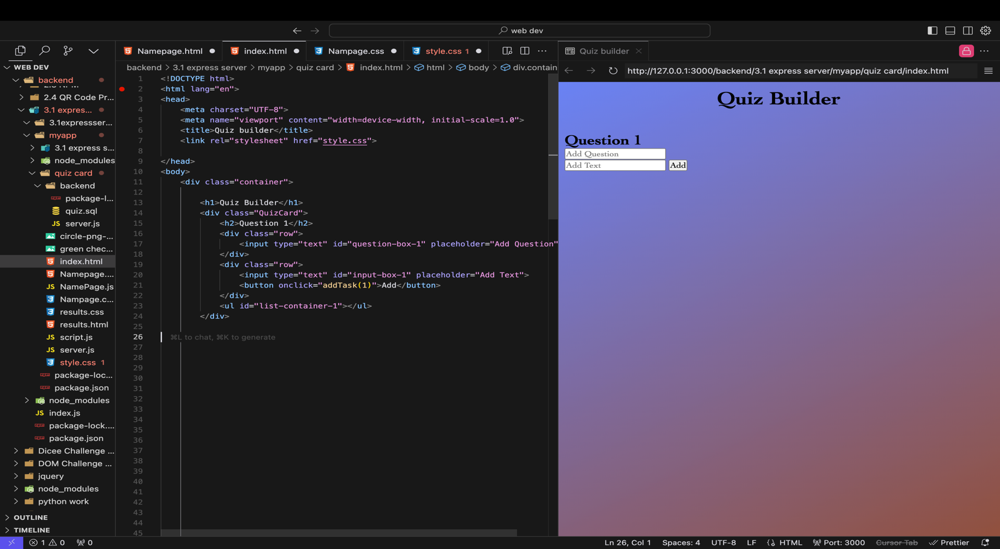 web dev
Namepage.html
index.html
Nampage.css
style.css 1
Quiz builder
WEB DEV
backend > 3.1 express server > myapp > quiz card > index.html > html > body > div.contain
http://127.0.0.1:3000/backend/3.1 express server/myapp/quiz card/index.html
backend
2.4 QR Code Pr...
3.1 expres...
3.1expressser...
myapp
3.1 express s...
node_modules
quiz card
backend
package-l...
quiz.sql
server.js
circle-png-...
green chec...
index.html
Namepage....
NamePage.js
Nampage.c...
results.css
results.html
script.js
server.js
style.css 1
package-loc...
package.json
node_modules
index.js
package-lock....
package.json
Dicee Challenge ...
DOM Challenge ...
jquery
node_modules
python work
OUTLINE
TIMELINE
1 <!DOCTYPE html>
2 <html lang="en">
3 <head>
4 <meta charset="UTF-8">
5 <meta name="viewport" content="width=device-width, initial-scale=1.0">
6 <title>Quiz builder</title>
7 <link rel="stylesheet" href="style.css">
8
9 </head>
10 <body>
11 <div class="container">
12
13 <h1>Quiz Builder</h1>
14 <div class="QuizCard">
15 <h2>Question 1</h2>
16 <div class="row">
17 <input type="text" id="question-box-1" placeholder="Add Question"
18 </div>
19 <div class="row">
20 <input type="text" id="input-box-1" placeholder="Add Text">
21 <button onclick="addTask(1)">Add</button>
22 </div>
23 <ul id="list-container-1"></ul>
24 </div>
25
26 ⌘L to chat, ⌘K to generate
27
28
29
30
31
32
33
34
35
36
37
38
39
40
41
42
43
44
45
Quiz Builder
Question 1
Add Question
Add Text Add
1 0 0
Ln 26, Col 1 Spaces: 4 UTF-8 LF HTML Port: 3000 Cursor Tab Prettier